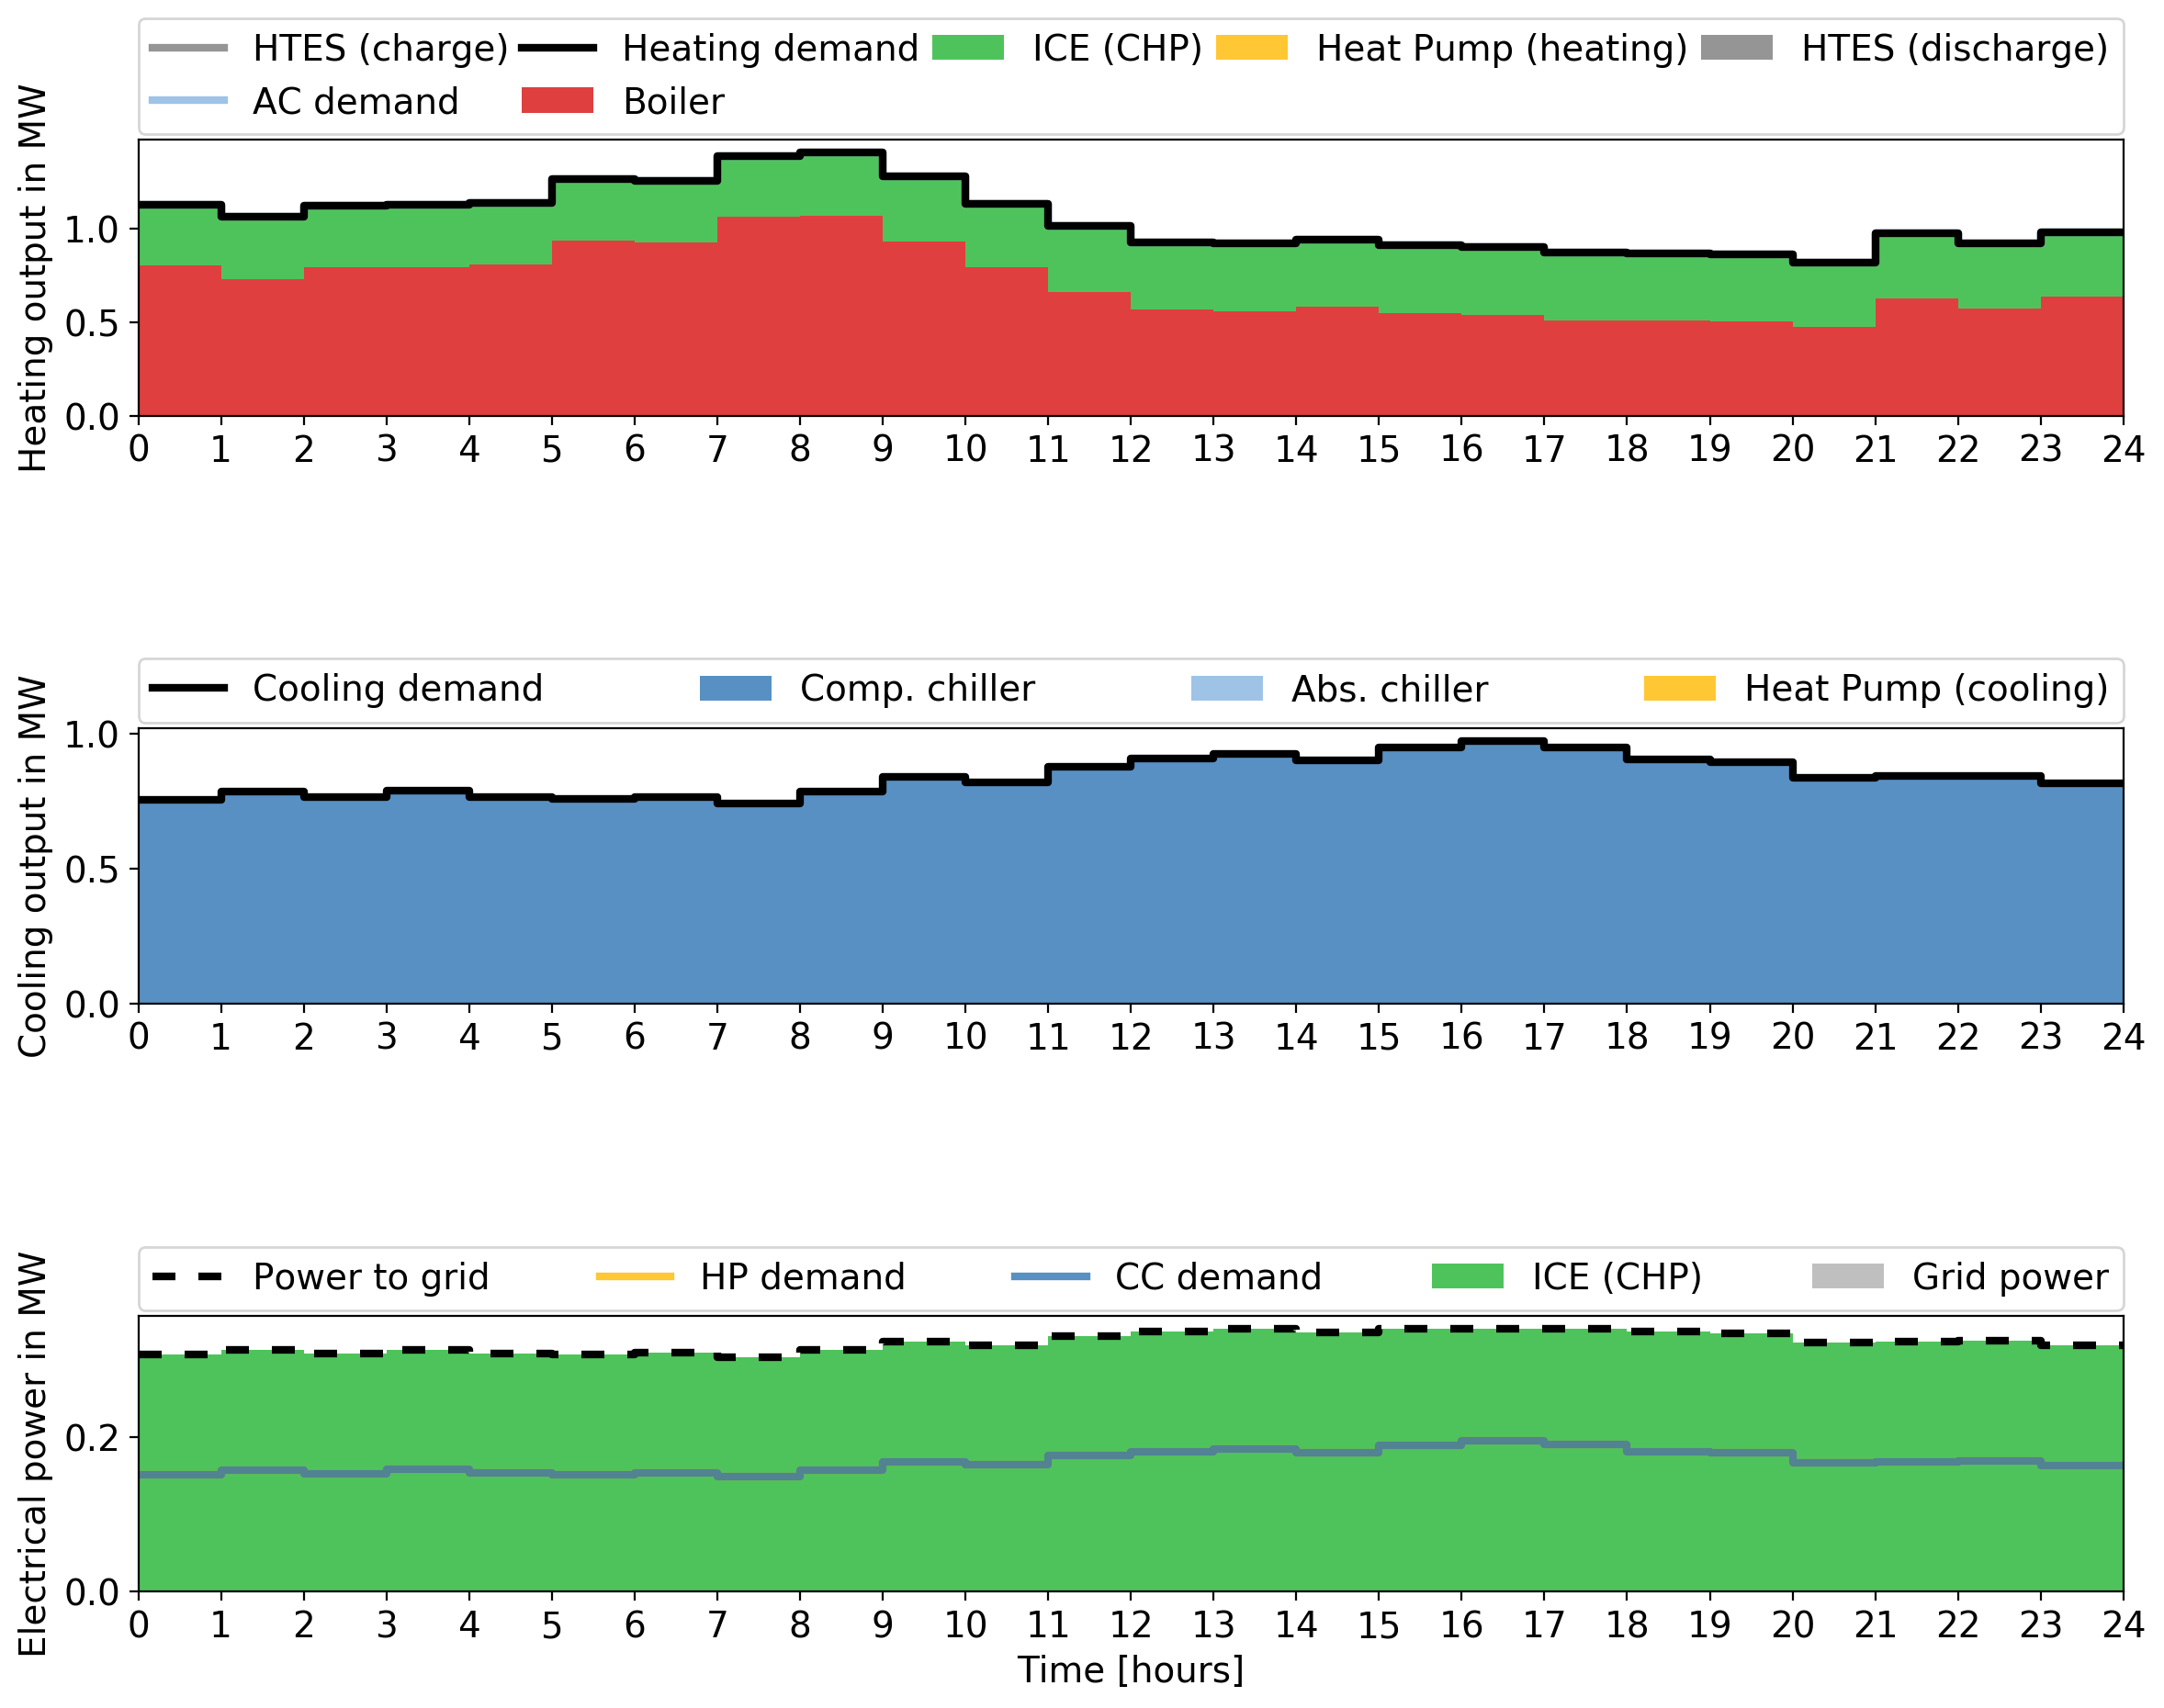 HTES (charge) Heating demand ICE (CHP) Heat Pump (heating) HTES (discharge)
AC demand Boiler
Heating output in MW
1.0
0.5
0.0
0 1 2 3 4 5 6 7 8 9 10 11 12 13 14 15 16 17 18 19 20 21 22 23 24
Cooling demand Comp. chiller Abs. chiller Heat Pump (cooling)
Cooling output in MW
1.0
0.5
0.0
0 1 2 3 4 5 6 7 8 9 10 11 12 13 14 15 16 17 18 19 20 21 22 23 24
Power to grid HP demand CC demand ICE (CHP) Grid power
Electrical power in MW
0.2
0.0
0 1 2 3 4 5 6 7 8 9 10 11 12 13 14 15 16 17 18 19 20 21 22 23 24
Time [hours]